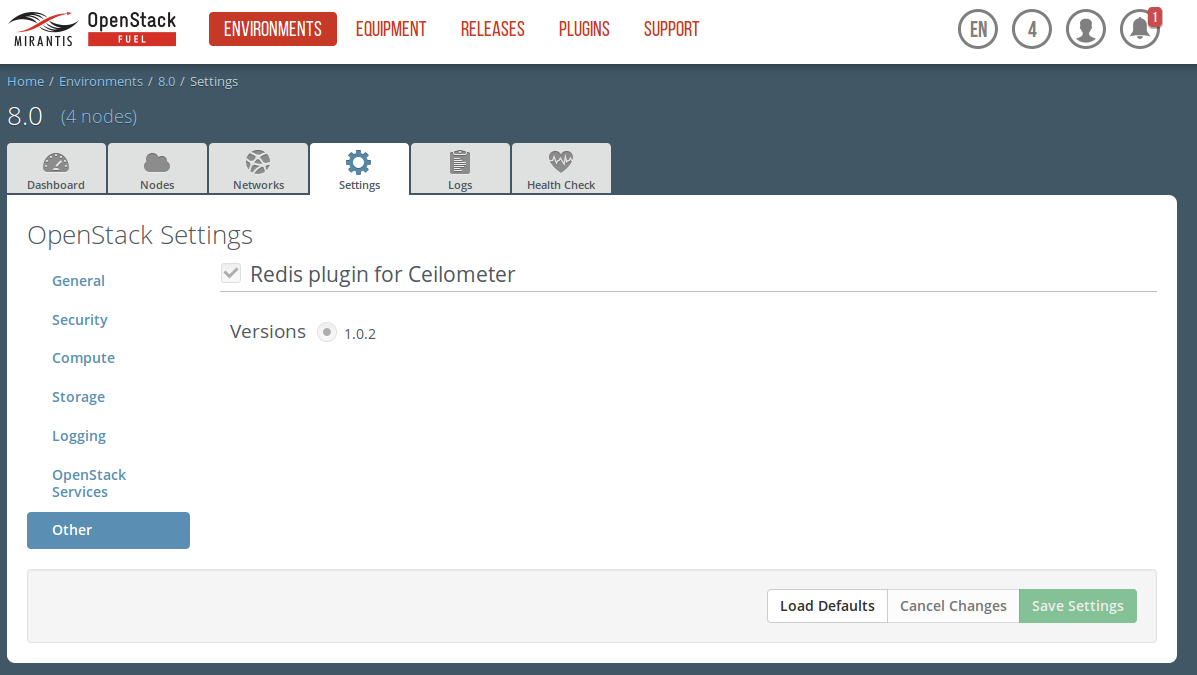 MIRANTIS
OpenStack
FUEL
ENVIRONMENTS
EQUIPMENT
RELEASES
PLUGINS
SUPPORT
EN
4
1
Home / Environments / 8.0 / Settings
8.0 (4 nodes)
Dashboard
Nodes
Networks
Settings
Logs
Health Check
OpenStack Settings
General
Security
Compute
Storage
Logging
OpenStack
Services
Other
Redis plugin for Ceilometer
Versions 1.0.2
Load Defaults
Cancel Changes
Save Settings